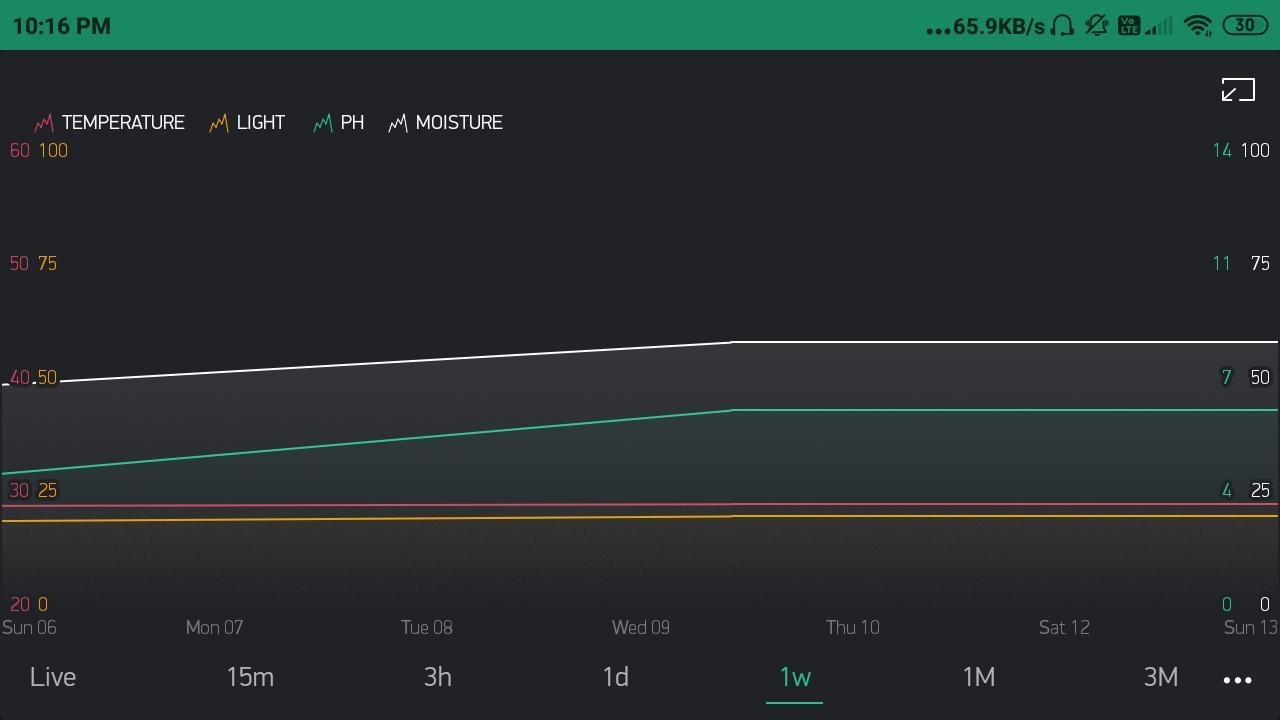 10:16 PM ...65.9KB/s Vo LTE 30
TEMPERATURE LIGHT PH MOISTURE
60 100 14 100
50 75 11 75
40 50 7 50
30 25 4 25
20 0 0 0
Sun 06 Mon 07 Tue 08 Wed 09 Thu 10 Sat 12 Sun 13
Live 15m 3h 1d 1w 1M 3M ...